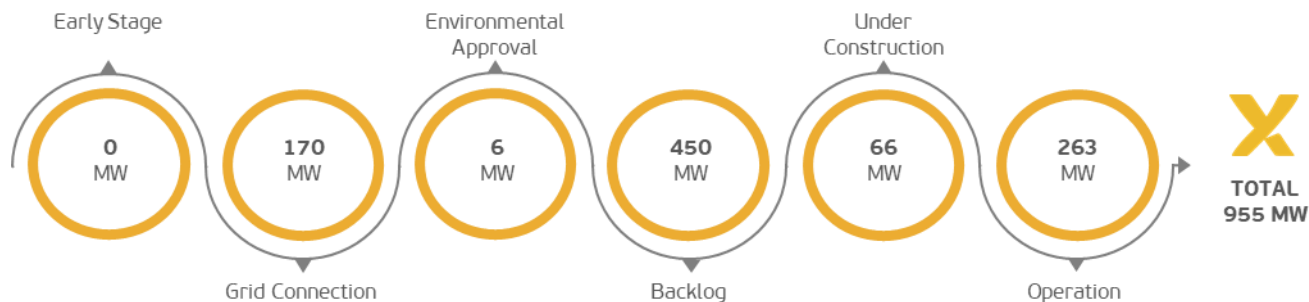 Early Stage
Environmental
Approval
Under
Construction
0
MW
170
MW
6
MW
450
MW
66
MW
263
MW
TOTAL
955 MW
Grid Connection
Backlog
Operation